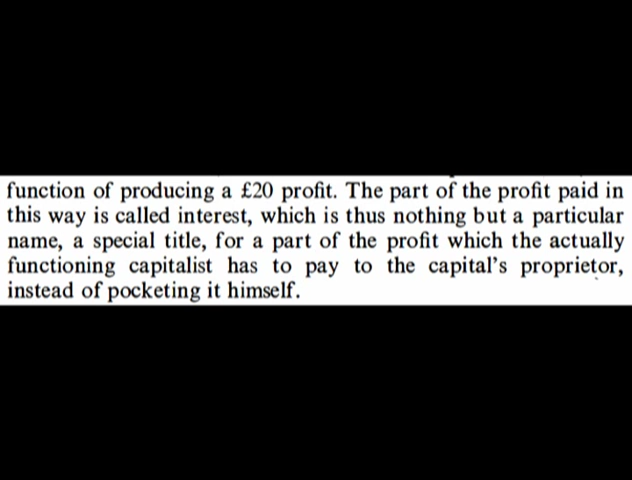 function of producing a £20 profit. The part of the profit paid in
this way is called interest, which is thus nothing but a particular
name, a special title, for a part of the profit which the actually
functioning capitalist has to pay to the capital's proprietor,
instead of pocketing it himself.